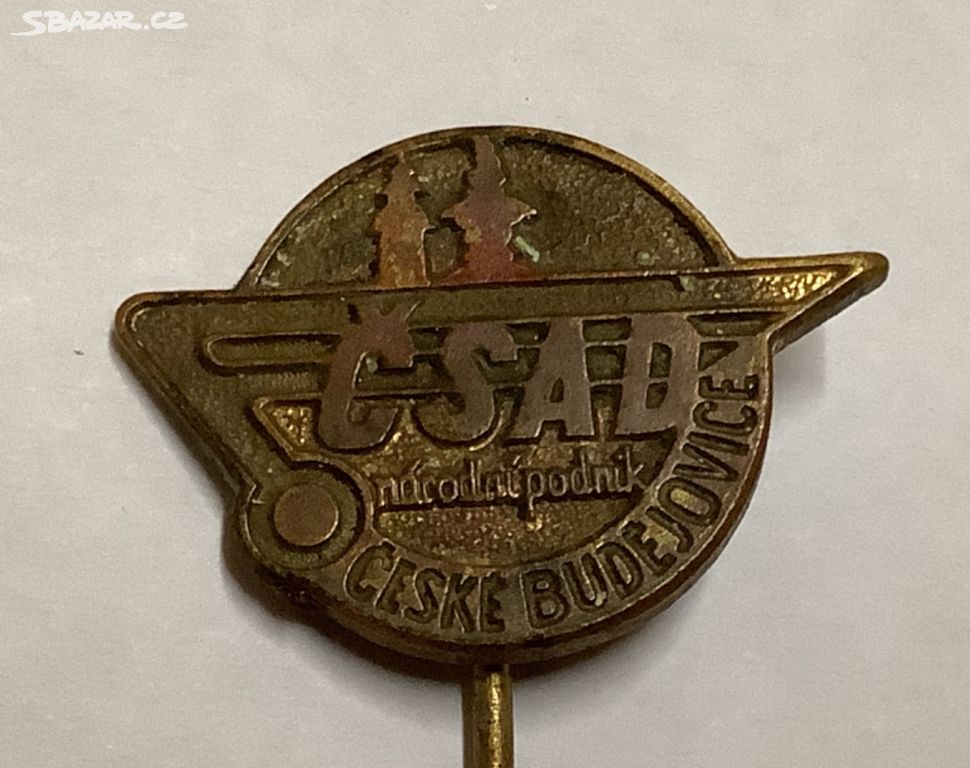 SBAZAR.CZ
ČSAD
národní podnik
ČESKÉ BUDĚJOVICE